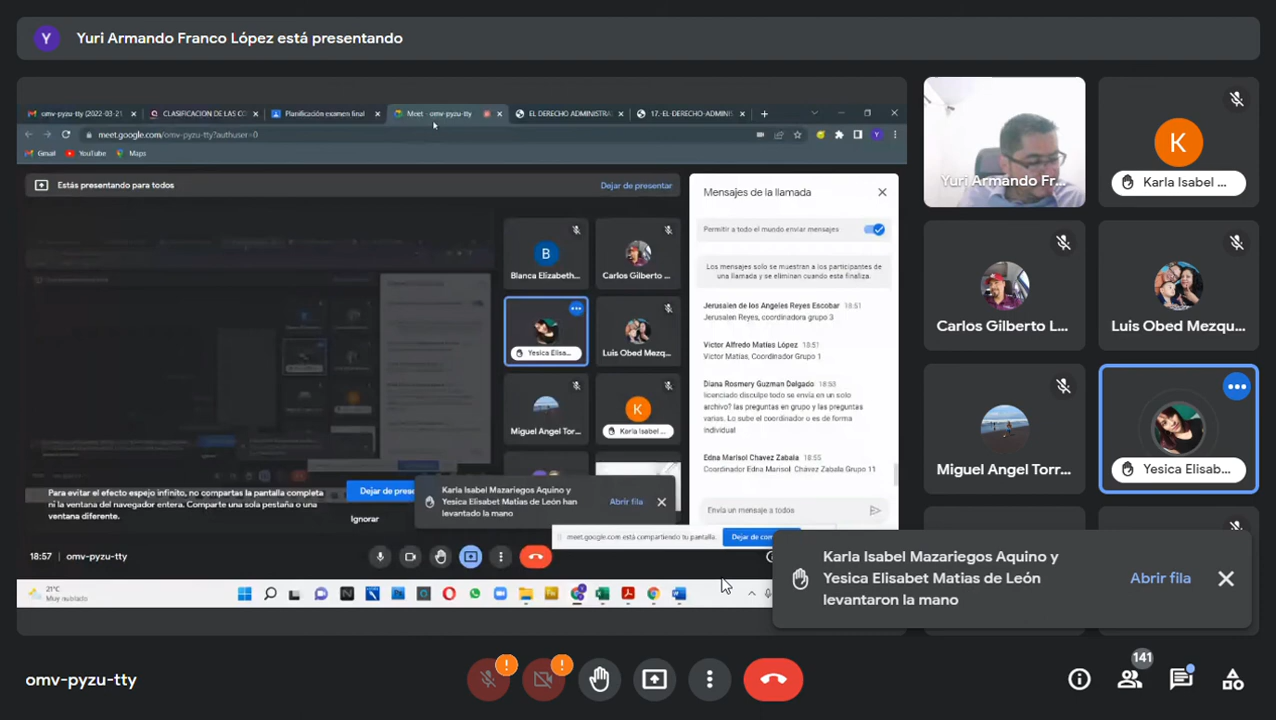 Y
Yuri Armando Franco López está presentando
omv-pyzu-tty (2022-03-21
CLASIFICACION DE LAS CO
Planificación examen final
Meet - omv-pyzu-tty
EL DERECHO ADMINISTRA
17.-EL-DERECHO-ADMIN
meet.google.com/omv-pyzu-tty?authuser=0
Y
Gmail
YouTube
Maps
Estás presentando para todos
Dejar de presentar
Mensajes de la llamada
Permitir a todo el mundo enviar mensajes
Los mensajes solo se muestran a los participantes de
una llamada y se eliminan cuando esta finaliza.
Jerusalen de los Angeles Reyes Escobar 18:51
Jerusalen Reyes, coordinadora grupo 3
Victor Alfredo Matías López 18:51
Victor Matías, Coordinador Grupo 1
Diana Rosmery Guzman Delgado 18:53
licenciado disculpe todo se envía en un solo
archivo? las preguntas en grupo y las preguntas
varias. Lo sube el coordinador o es de forma
individual
Edna Marisol Chavez Zabala 18:55
Coordinador Edna Marisol Chávez Zabala Grupo 11
Envía un mensaje a todos
B
Blanca Elizabeth...
Carlos Gilberto L...
Yesica Elisa...
Luis Obed Mezq...
Miguel Angel Tor...
K
Karla Isabel ...
Para evitar el efecto espejo infinito, no compartas la pantalla completa
ni la ventana del navegador entera. Comparte una sola pestaña o una
ventana diferente.
Dejar de prese
Ignorar
Karla Isabel Mazariegos Aquino y
Yesica Elisabet Matias de León han
levantado la mano
Abrir fila
meet.google.com está compartiendo tu pantalla.
Dejar de com
18:57
omv-pyzu-tty
21°C
Muy nublado
Yuri Armando Fr...
K
Karla Isabel ...
Carlos Gilberto L...
Luis Obed Mezqu...
Miguel Angel Torr...
Yesica Elisab...
Karla Isabel Mazariegos Aquino y
Yesica Elisabet Matias de León
levantaron la mano
Abrir fila
omv-pyzu-tty
141